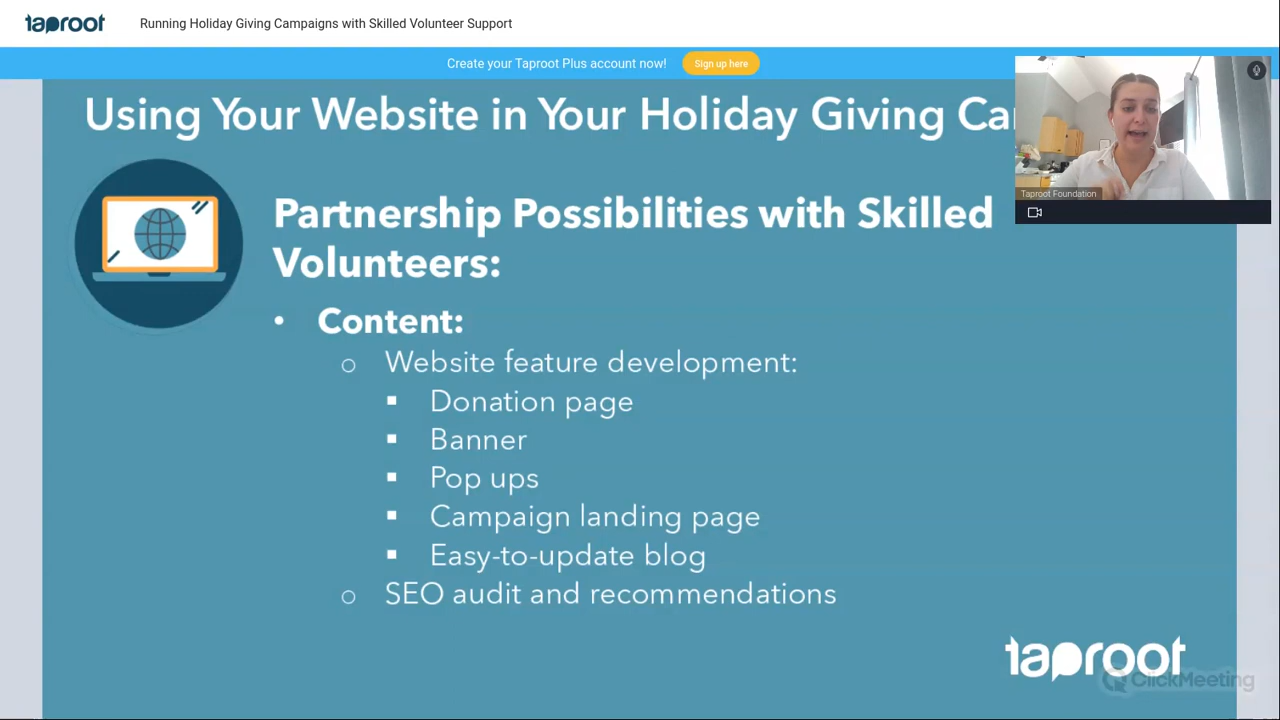 taproot
Running Holiday Giving Campaigns with Skilled Volunteer Support
Create your Taproot Plus account now!
Sign up here
Using Your Website in Your Holiday Giving Ca
Taproot Foundation
Partnership Possibilities with Skilled
Volunteers:
• Content:
o Website feature development:
▪ Donation page
▪ Banner
▪ Pop ups
▪ Campaign landing page
▪ Easy-to-update blog
o SEO audit and recommendations
taproot
ClickMeeting